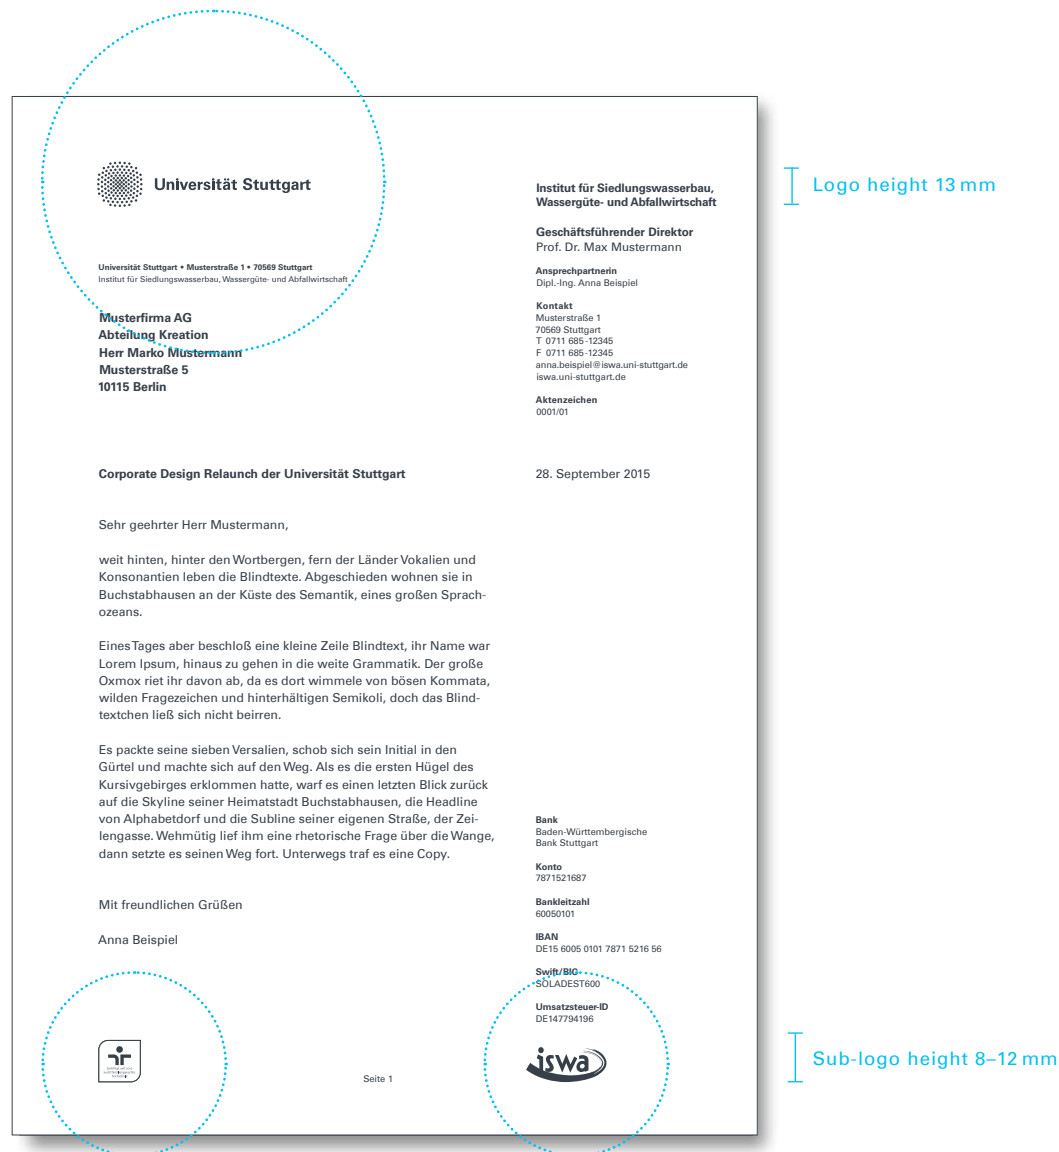 Universität Stuttgart
Logo height 13 mm
Universität Stuttgart • Musterstraße 1 • 70569 Stuttgart
Institut für Siedlungswasserbau, Wassergüte- und Abfallwirtschaft
Musterfirma AG
Abteilung Kreation
Herr Marko Mustermann
Musterstraße 5
10115 Berlin
Institut für Siedlungswasserbau,
Wassergüte- und Abfallwirtschaft
Geschäftsführender Direktor
Prof. Dr. Max Mustermann
Ansprechpartnerin
Dipl.-Ing. Anna Beispiel
Kontakt
Musterstraße 1
70569 Stuttgart
T 0711 685-12345
F 0711 685-12345
anna.beispiel@iswa.uni-stuttgart.de
iswa.uni-stuttgart.de
Aktenzeichen
0001/01
Corporate Design Relaunch der Universität Stuttgart
28. September 2015
Sehr geehrter Herr Mustermann,
weit hinten, hinter den Wortbergen, fern der Länder Vokalien und
Konsonantien leben die Blindtexte. Abgeschieden wohnen sie in
Buchstabhausen an der Küste des Semantik, eines großen Sprach-
ozeans.
Eines Tages aber beschloß eine kleine Zeile Blindtext, ihr Name war
Lorem Ipsum, hinaus zu gehen in die weite Grammatik. Der große
Oxmox riet ihr davon ab, da es dort wimmele von bösen Kommata,
wilden Fragezeichen und hinterhältigen Semikoli, doch das Blind-
textchen ließ sich nicht beirren.
Es packte seine sieben Versalien, schob sich sein Initial in den
Gürtel und machte sich auf den Weg. Als es die ersten Hügel des
Kursivgebirges erklommen hatte, warf es einen letzten Blick zurück
auf die Skyline seiner Heimatstadt Buchstabhausen, die Headline
von Alphabetdorf und die Subline seiner eigenen Straße, der Zei-
lengasse. Wehmütig lief ihm eine rhetorische Frage über die Wange,
dann setzte es seinen Weg fort. Unterwegs traf es eine Copy.
Mit freundlichen Grüßen
Anna Beispiel
Bank
Baden-Württembergische
Bank Stuttgart
Konto
7871521687
Bankleitzahl
60050101
IBAN
DE15 6005 0101 7871 5216 56
Swift/BIC
SOLADEST600
Umsatzsteuer-ID
DE147794196
Seite 1
iswa
Sub-logo height 8–12 mm